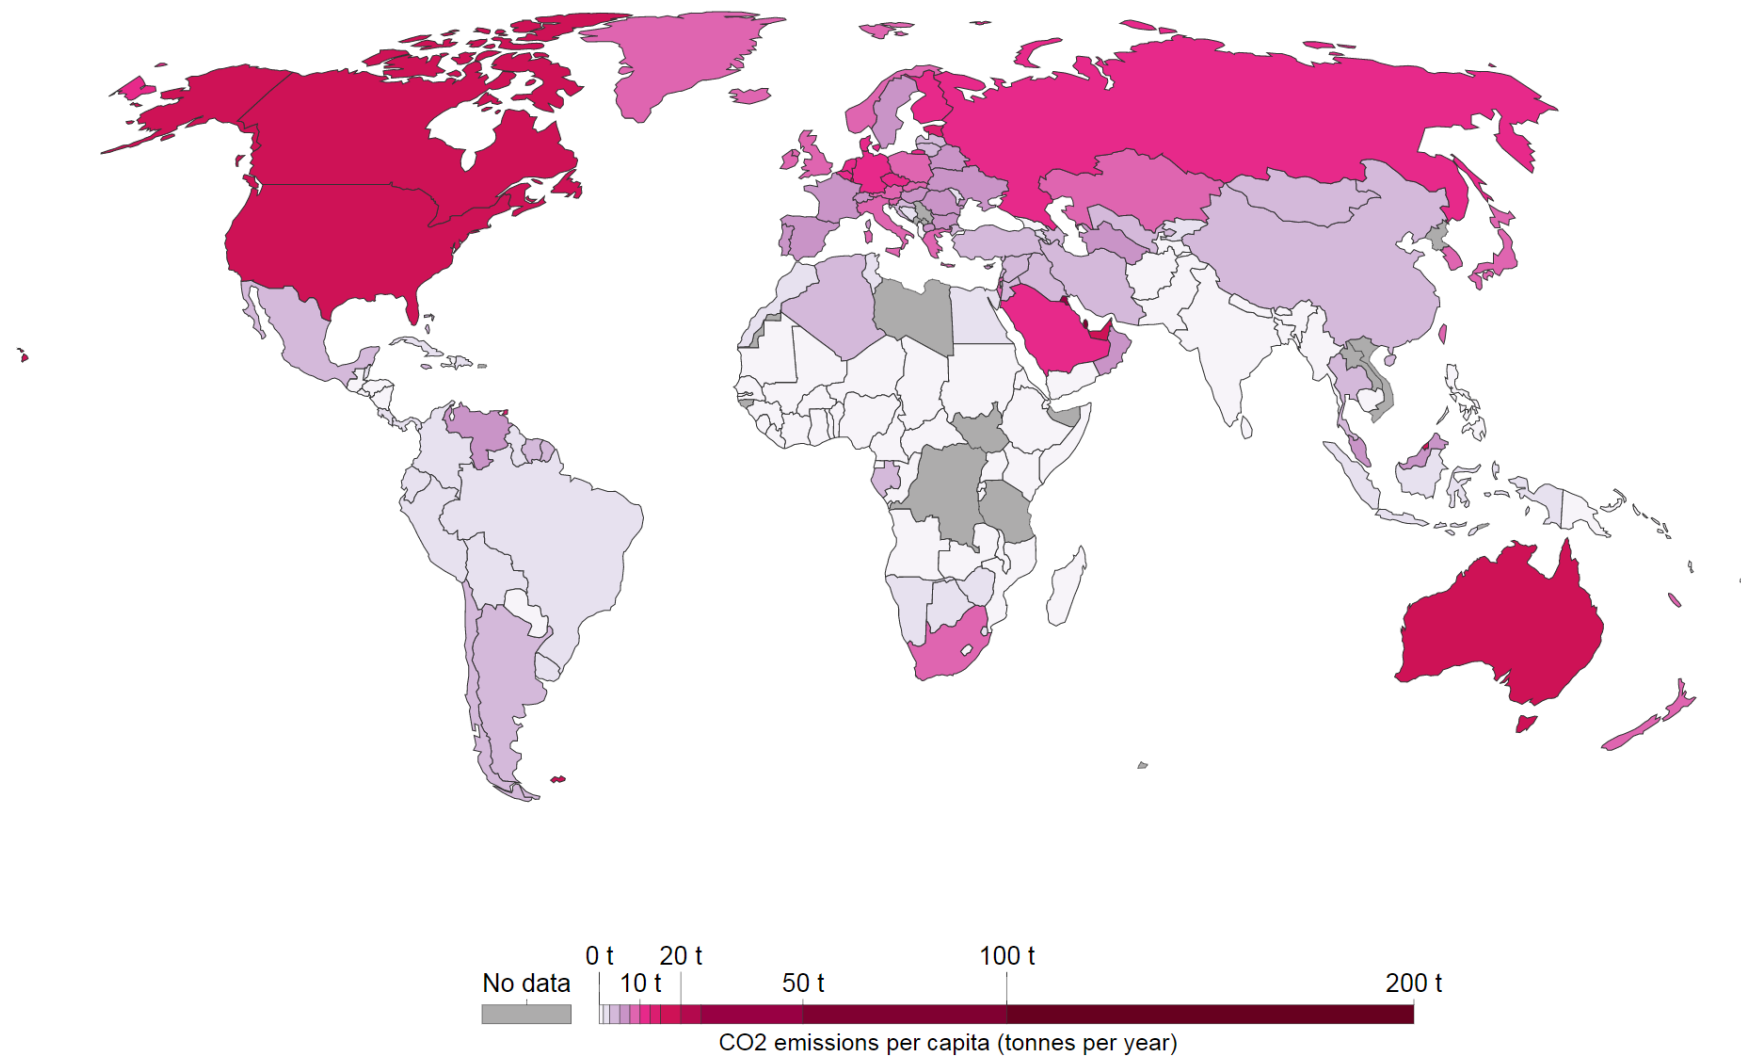 0 t 20 t 100 t
No data 10 t 50 t 200 t
CO2 emissions per capita (tonnes per year)